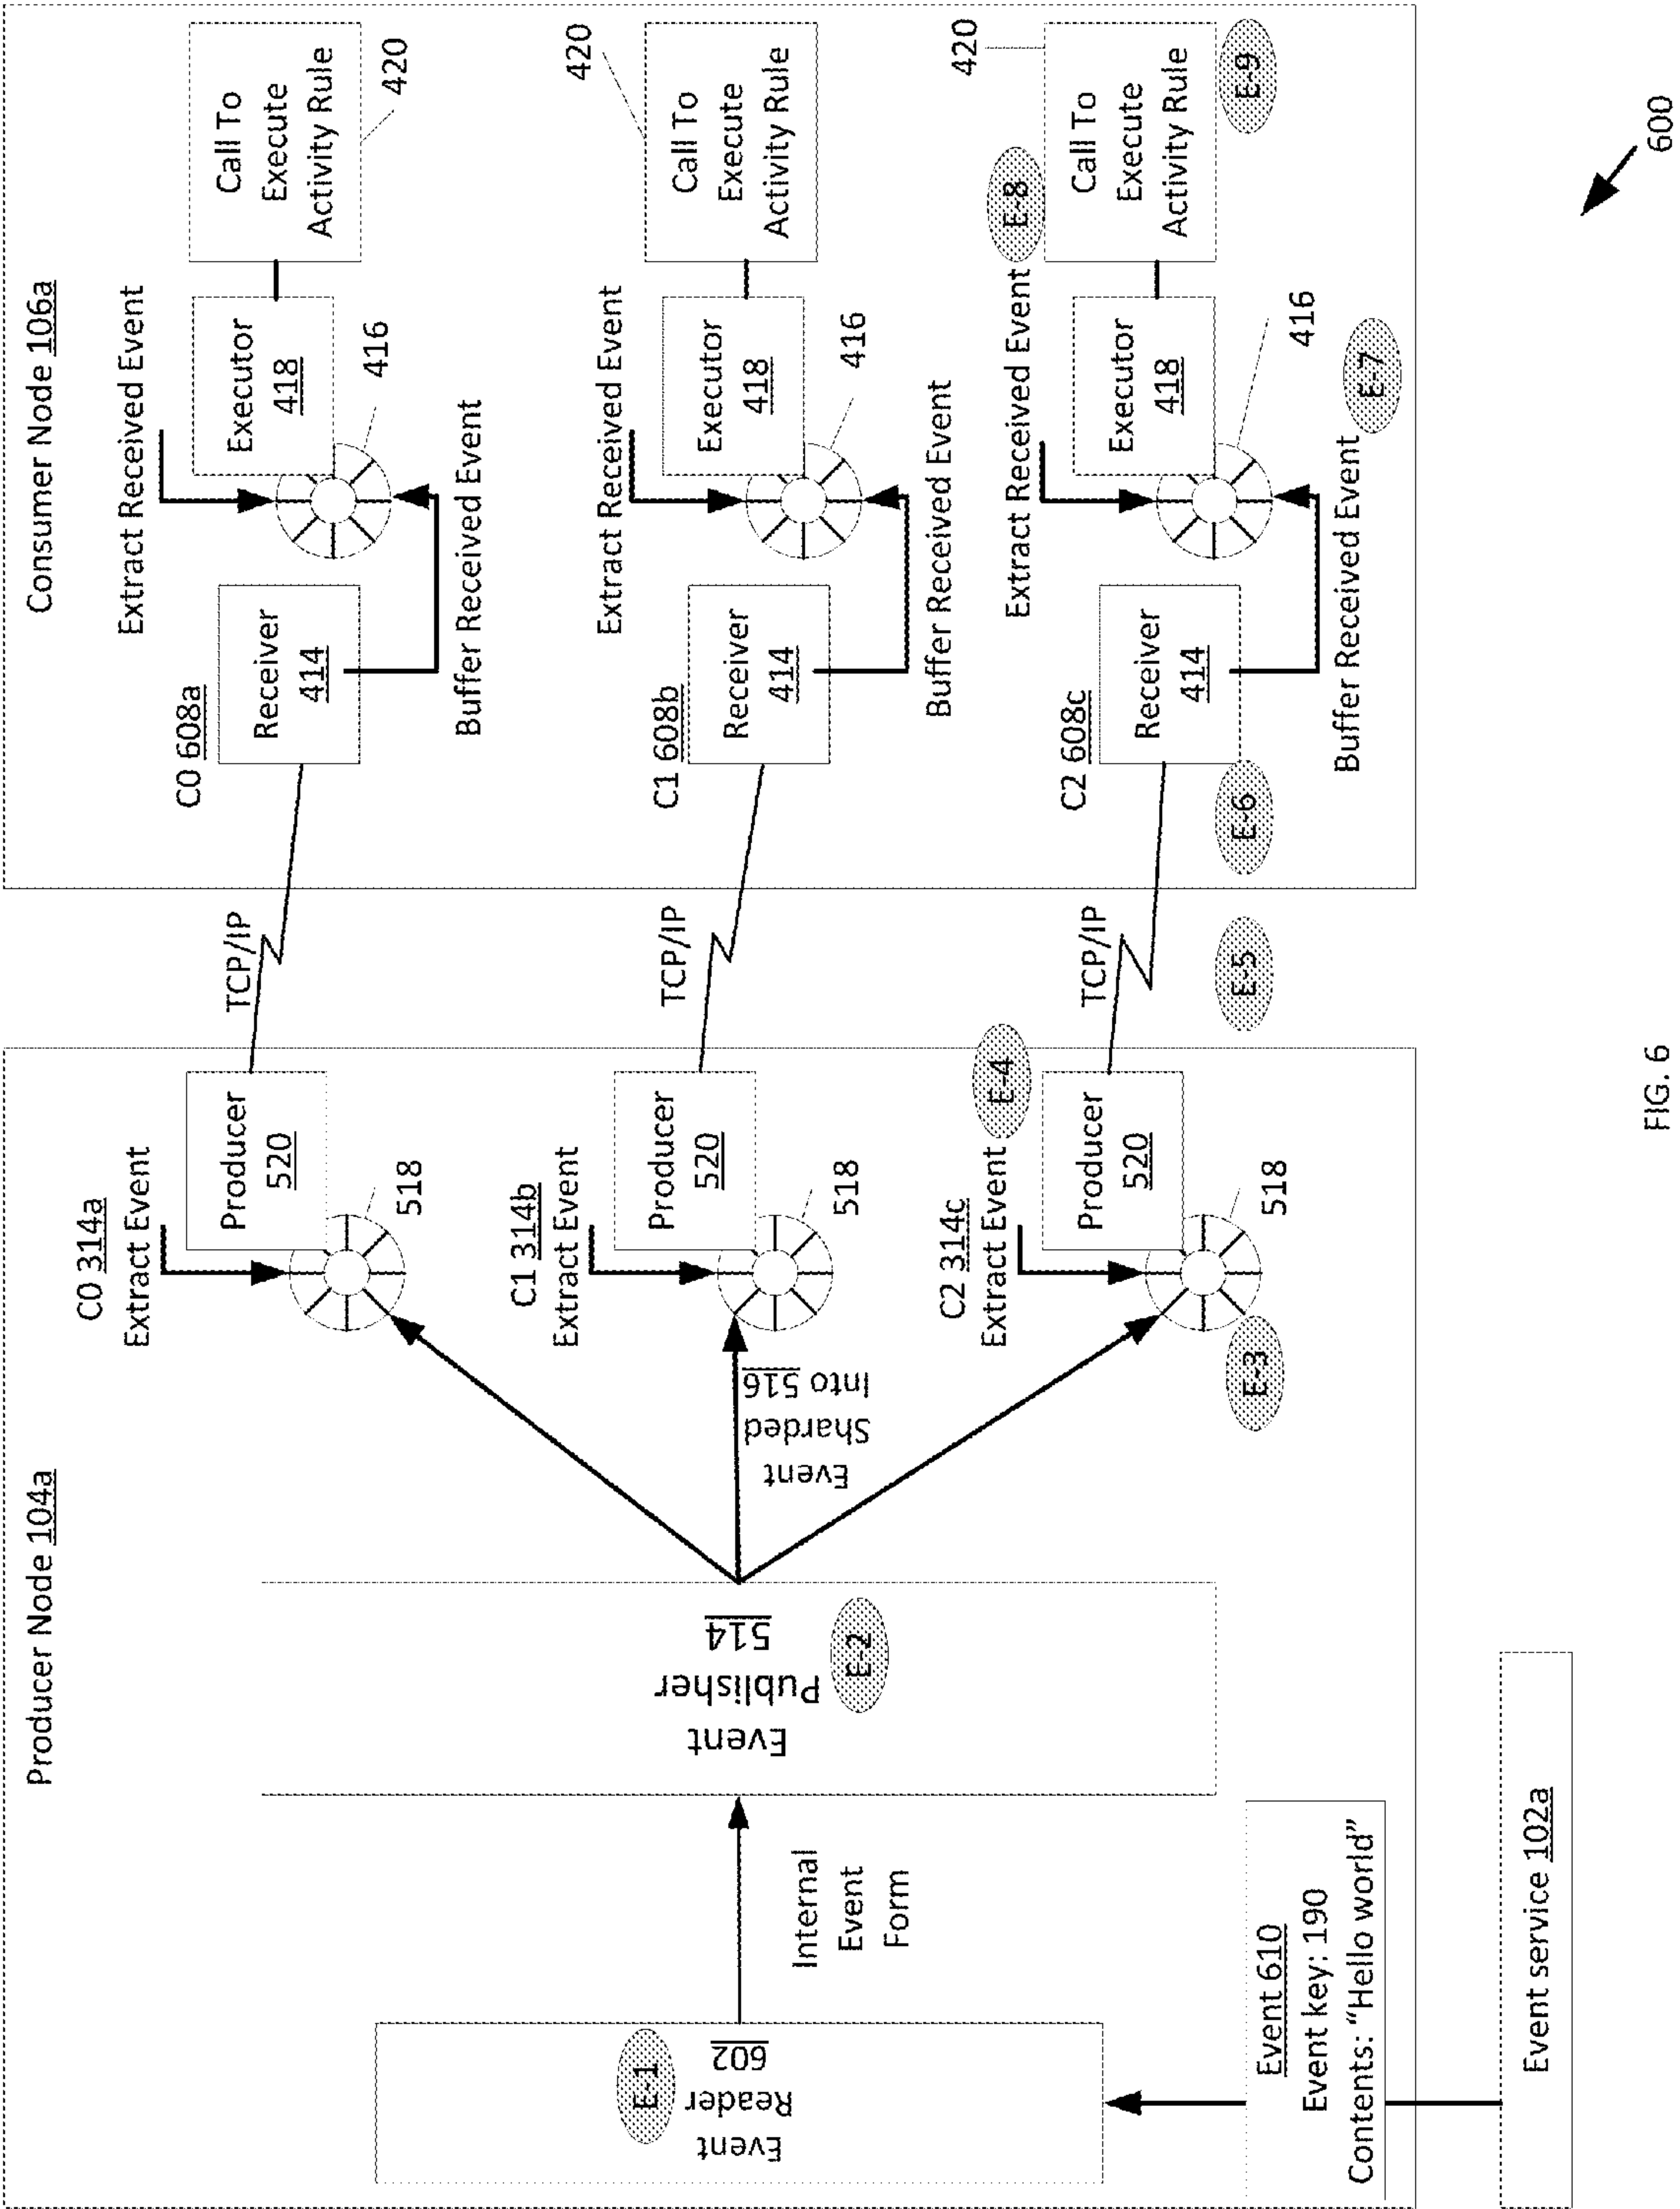 Producer Node 104a
Event
Reader
602
E-1
Internal
Event
Form
Event
Publisher
514
E-2
Event
Sharded
Into 516
C0 314a
Extract Event
Producer
520
518
C1 314b
Extract Event
Producer
520
518
C2 314c
Extract Event
E-4
Producer
520
518
E-3
Event 610
Event key: 190
Contents: “Hello world”
Event service 102a
TCP/IP
TCP/IP
TCP/IP
E-5
Consumer Node 106a
C0 608a
Receiver
414
Extract Received Event
Buffer Received Event
Executor
418
416
Call To
Execute
Activity Rule
420
C1 608b
Receiver
414
Extract Received Event
Buffer Received Event
Executor
418
416
Call To
Execute
Activity Rule
420
C2 608c
Receiver
414
E-6
Extract Received Event
E-8
Buffer Received Event
E-7
Executor
418
416
Call To
Execute
Activity Rule
420
E-9
600
FIG. 6